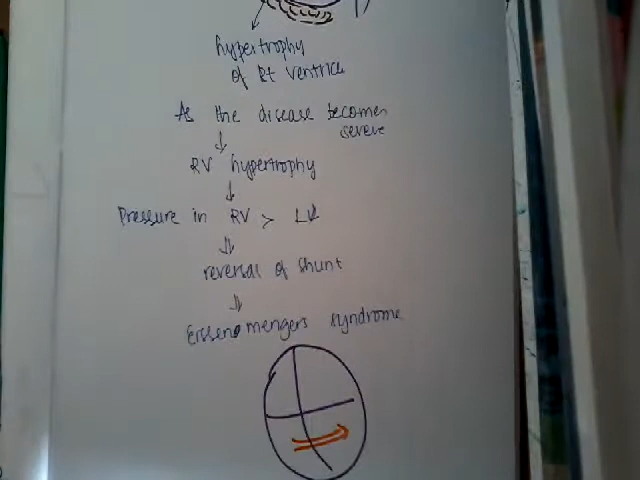 hypertrophy
of Rt ventricle
As the disease becomes
severe
RV hypertrophy
Pressure in RV > LV
reversal of shunt
Eissenomengers syndrome